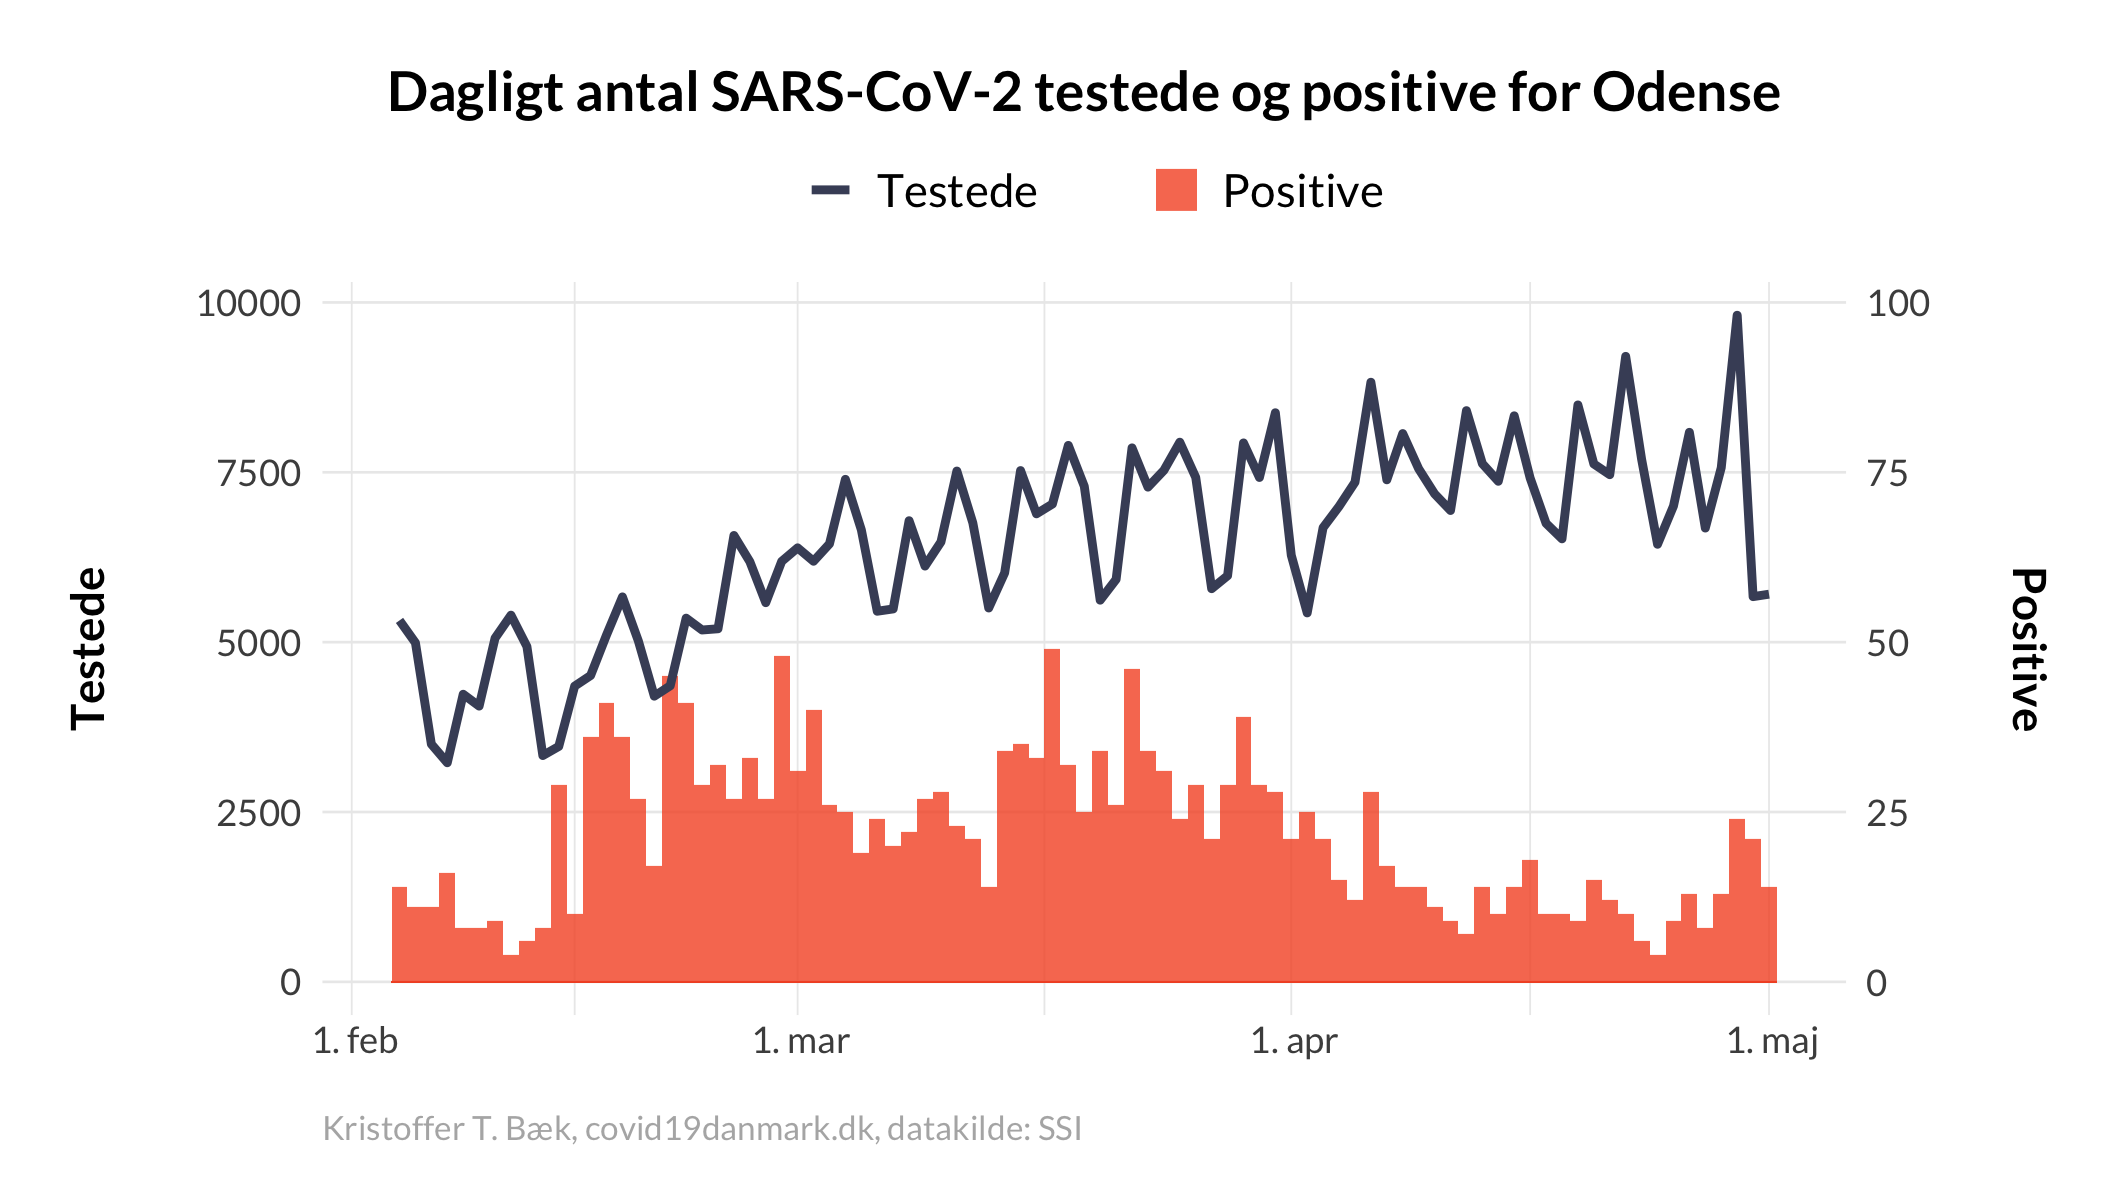 Dagligt antal SARS-CoV-2 testede og positive for Odense
Testede Positive
10000 100
7500 75
5000 50
2500 25
0 0
Testede
Positive
1. feb 1. mar 1. apr 1. maj
Kristoffer T. Bæk, covid19danmark.dk, datakilde: SSI